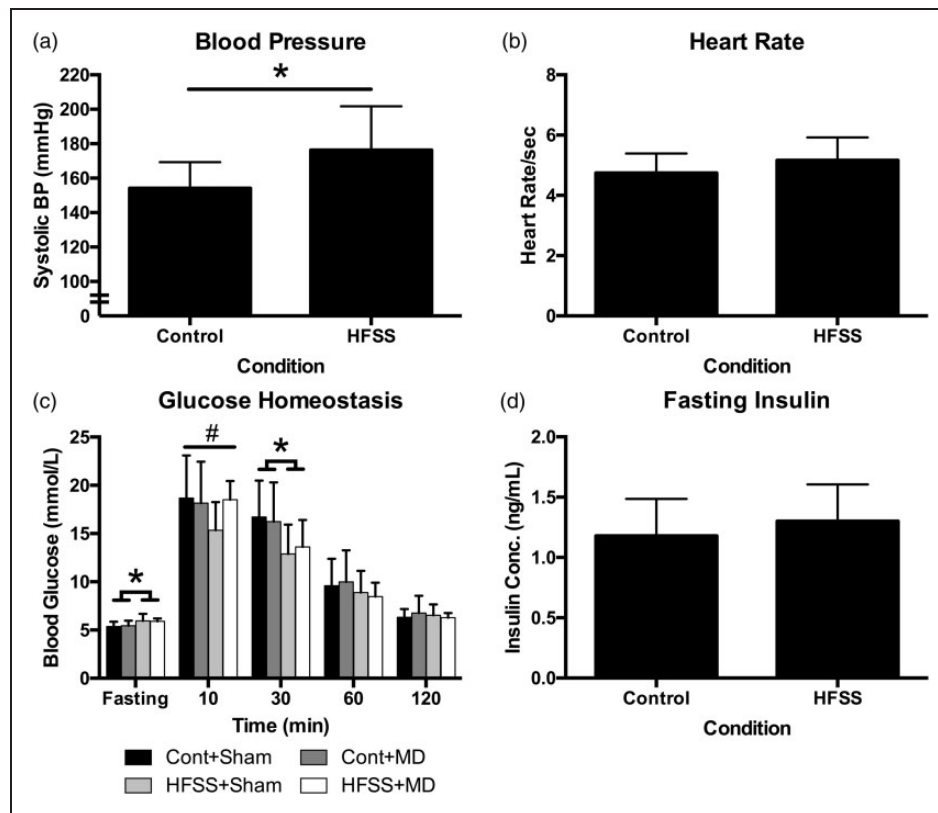 (a)
Blood Pressure
*
220
200
180
160
140
120
100
0
Systolic BP (mmHg)
Control
HFSS
Condition
(b)
Heart Rate
8
6
4
2
0
Heart Rate/sec
Control
HFSS
Condition
(c)
Glucose Homeostasis
25
20
15
10
5
0
Blood Glucose (mmol/L)
*
#
*
Fasting
10
30
60
120
Time (min)
Cont+Sham
Cont+MD
HFSS+Sham
HFSS+MD
(d)
Fasting Insulin
2.0
1.5
1.0
0.5
0.0
Insulin Conc. (ng/mL)
Control
HFSS
Condition